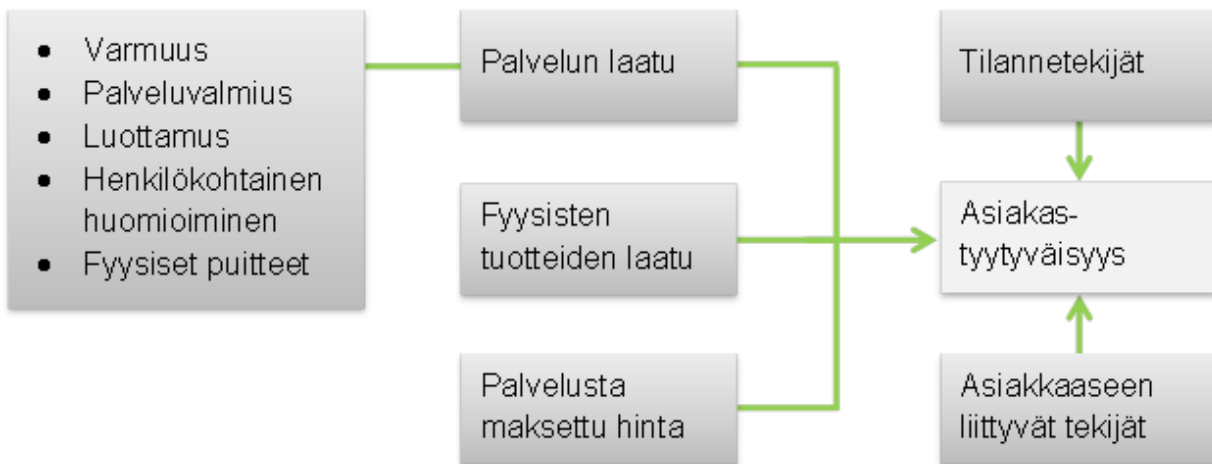 Varmuus
Palveluvalmius
Luottamus
Henkilökohtainen
huomioiminen
Fyysiset puitteet
Palvelun laatu
Fyysisten
tuotteiden laatu
Palvelusta
maksettu hinta
Tilannetekijät
Asiakas-
tyytyväisyys
Asiakkaaseen
liittyvät tekijät